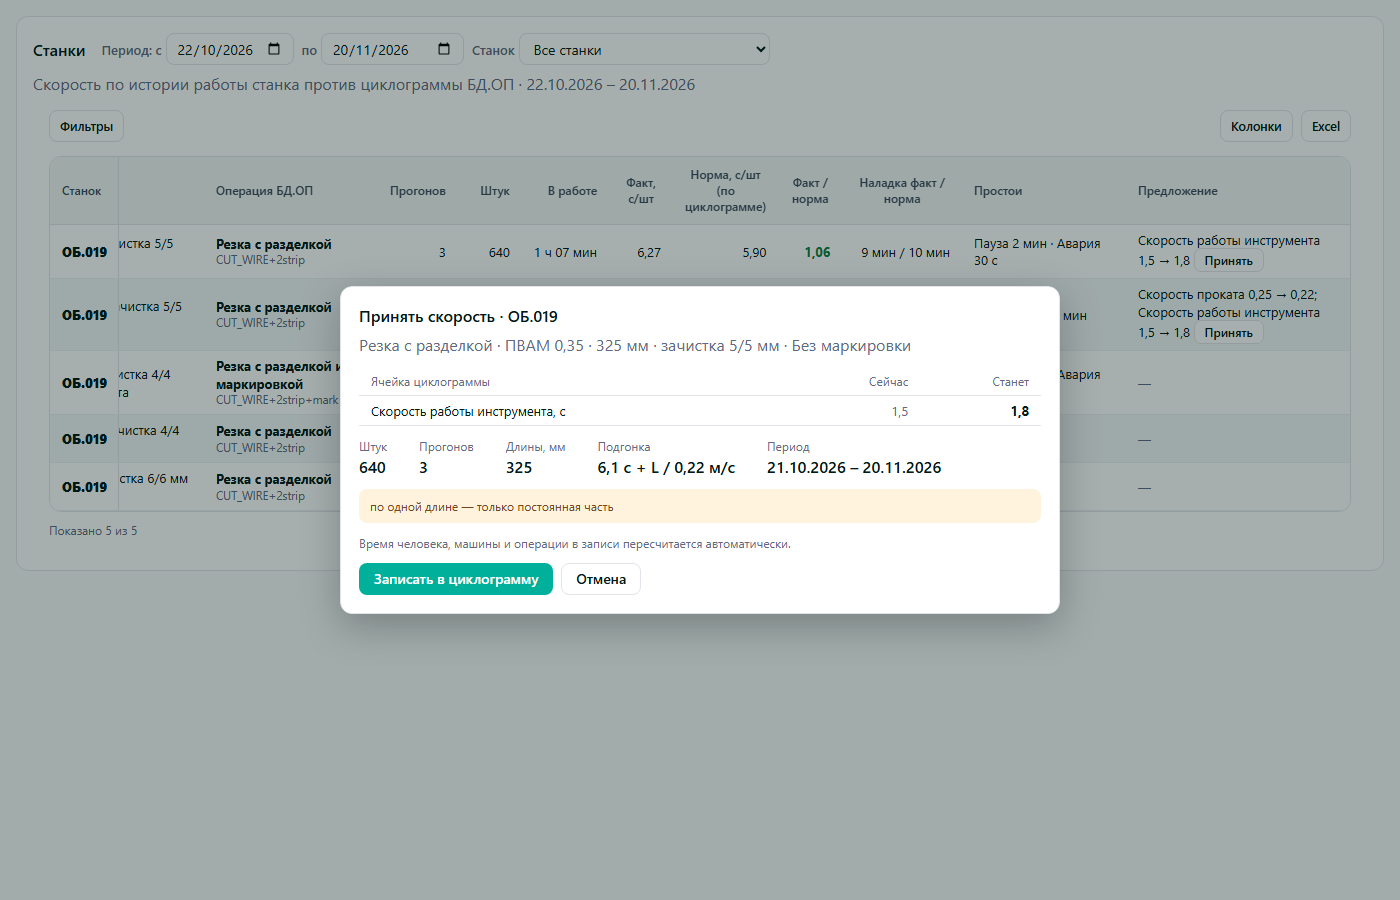 Станки Период: с 22/10/2026 по 20/11/2026 Станок Все станки
Скорость по истории работы станка против циклограммы БД.ОП · 22.10.2026 – 20.11.2026
Фильтры Колонки Excel
Станок Операция БД.ОП Прогонов Штук В работе Факт, с/шт Норма, с/шт (по циклограмме) Факт / норма Наладка факт / норма Простои Предложение
ОБ.019 истка 5/5 Резка с разделкой 3 640 1 ч 07 мин 6,27 5,90 1,06 9 мин / 10 мин Пауза 2 мин · Авария 30 с Скорость работы инструмента 1,5 → 1,8 Принять
CUT_WIRE+2strip
ОБ.019 чистка 5/5 Резка с разделкой мин Скорость проката 0,25 → 0,22; Скорость работы инструмента 1,5 → 1,8 Принять
CUT_WIRE+2strip
ОБ.019 истка 4/4 та Резка с разделкой и маркировкой Авария —
CUT_WIRE+2strip+mark
ОБ.019 чистка 4/4 Резка с разделкой —
CUT_WIRE+2strip
ОБ.019 стка 6/6 мм Резка с разделкой —
CUT_WIRE+2strip
Показано 5 из 5
Принять скорость · ОБ.019
Резка с разделкой · ПВАМ 0,35 · 325 мм · зачистка 5/5 мм · Без маркировки
Ячейка циклограммы Сейчас Станет
Скорость работы инструмента, с 1,5 1,8
Штук Прогонов Длины, мм Подгонка Период
640 3 325 6,1 с + L / 0,22 м/с 21.10.2026 – 20.11.2026
по одной длине — только постоянная часть
Время человека, машины и операции в записи пересчитается автоматически.
Записать в циклограмму Отмена